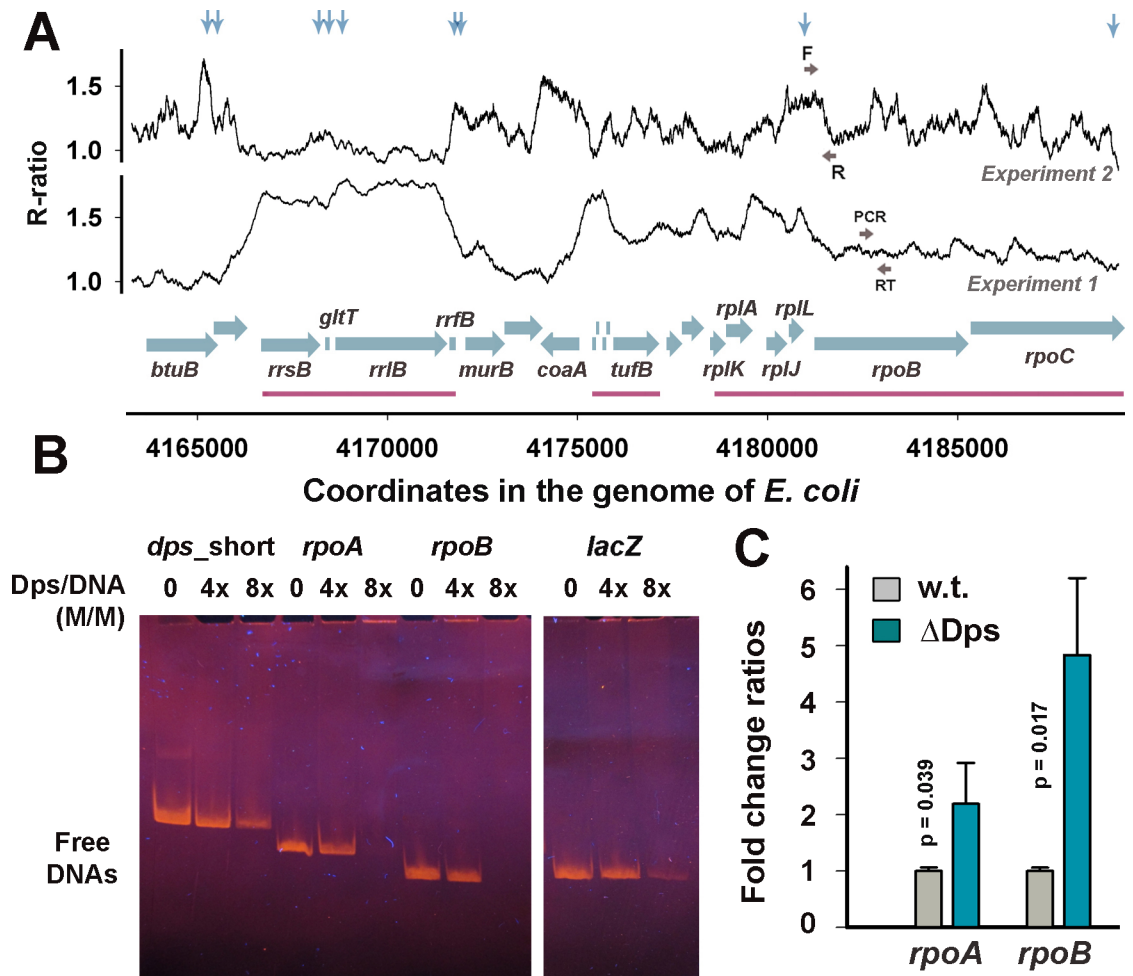 A
R-ratio
1.5
1.0
F
R
Experiment 2
1.5
1.0
PCR
RT
Experiment 1
gltT rrfB rplA rplL
btuB rrsB rrlB murB coaA tufB rplK rplJ rpoB rpoC
4165000 4170000 4175000 4180000 4185000
Coordinates in the genome of E. coli
B
dps_short rpoA rpoB lacZ
Dps/DNA 0 4x 8x 0 4x 8x 0 4x 8x 0 4x 8x
(M/M)
Free
DNAs
C
Fold change ratios
6
5
4
3
2
1
0
w.t.
ΔDps
p = 0.039
p = 0.017
rpoA rpoB